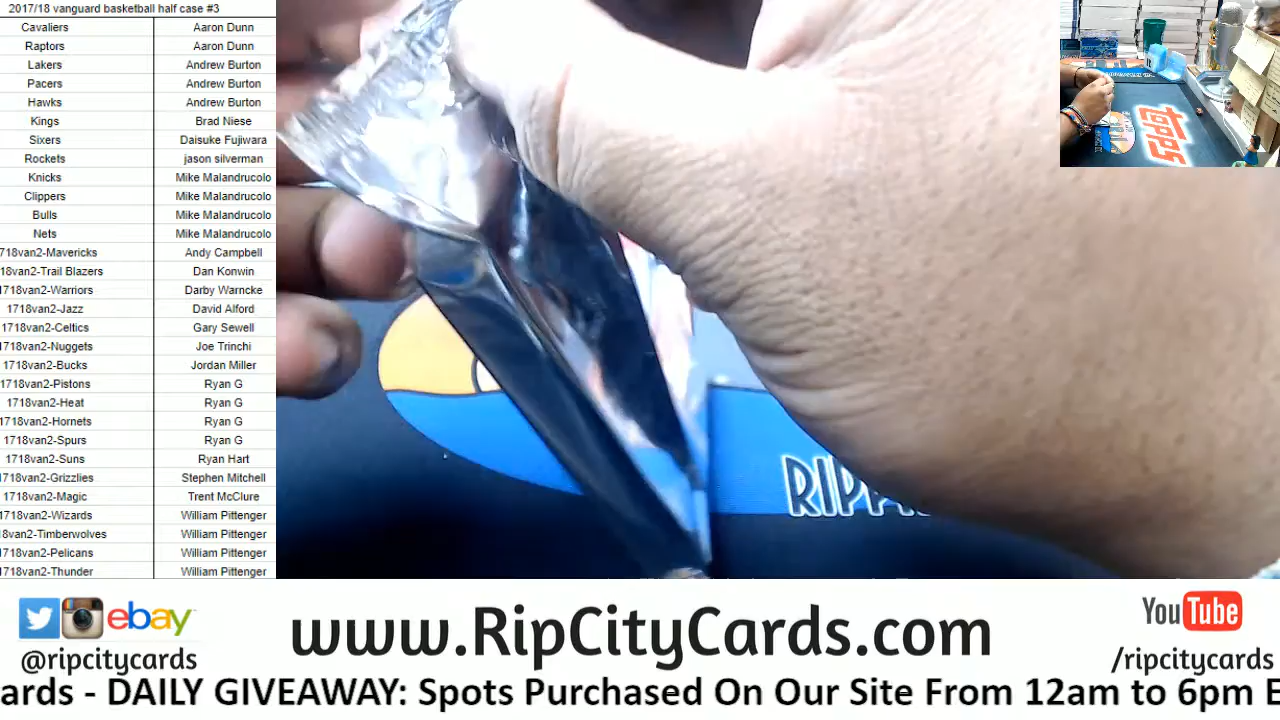 2017/18 vanguard basketball half case #3
Cavaliers Aaron Dunn
Raptors Aaron Dunn
Lakers Andrew Burton
Pacers Andrew Burton
Hawks Andrew Burton
Kings Brad Niese
Sixers Daisuke Fujiwara
Rockets jason silverman
Knicks Mike Malandrucolo
Clippers Mike Malandrucolo
Bulls Mike Malandrucolo
Nets Mike Malandrucolo
718van2-Mavericks Andy Campbell
18van2-Trail Blazers Dan Konwin
1718van2-Warriors Darby Warncke
1718van2-Jazz David Alford
1718van2-Celtics Gary Sewell
1718van2-Nuggets Joe Trinchi
1718van2-Bucks Jordan Miller
1718van2-Pistons Ryan G
1718van2-Heat Ryan G
1718van2-Hornets Ryan G
1718van2-Spurs Ryan G
1718van2-Suns Ryan Hart
1718van2-Grizzlies Stephen Mitchell
1718van2-Magic Trent McClure
1718van2-Wizards William Pittenger
8van2-Timberwolves William Pittenger
1718van2-Pelicans William Pittenger
1718van2-Thunder William Pittenger
topps
RIPP
ebay
@ripcitycards
www.RipCityCards.com
YouTube
/ripcitycards
ards - DAILY GIVEAWAY: Spots Purchased On Our Site From 12am to 6pm E